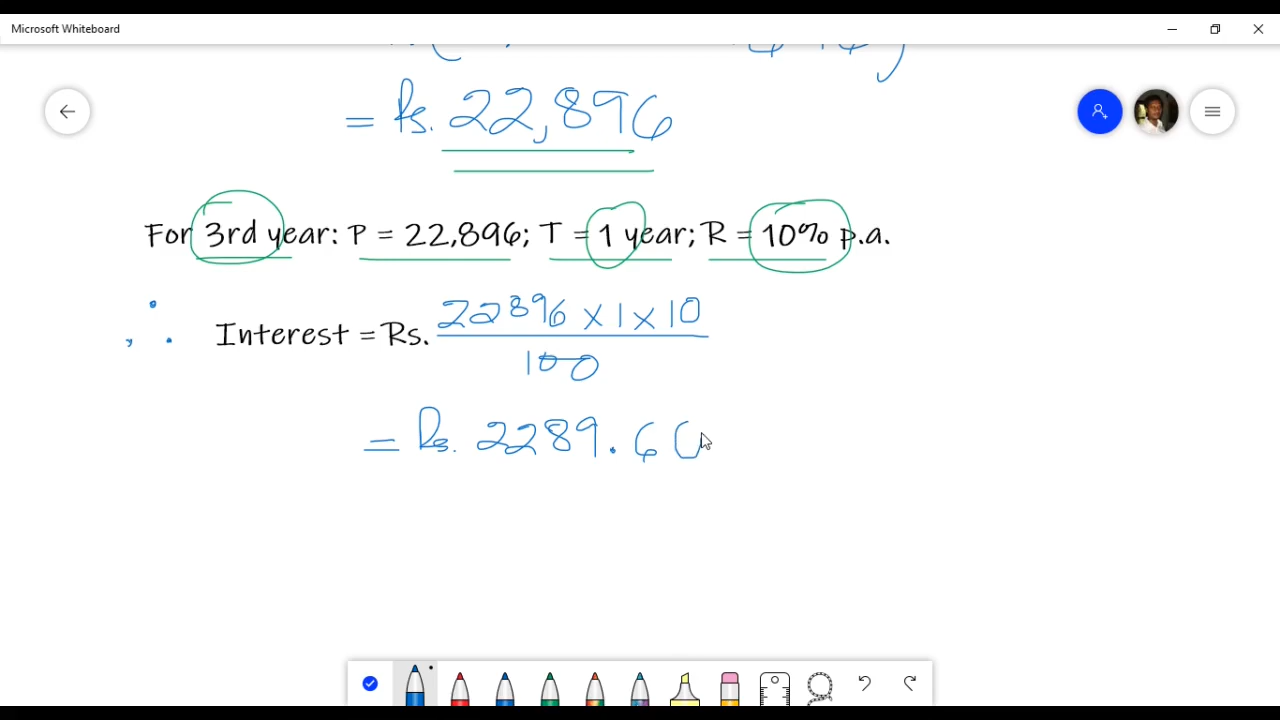 Microsoft Whiteboard
= Rs. 22,896
For 3rd year: P = 22,896; T = 1 year; R = 10% p.a.
∴ Interest = Rs. 22896 x 1 x 10
100
= Rs. 2289.60